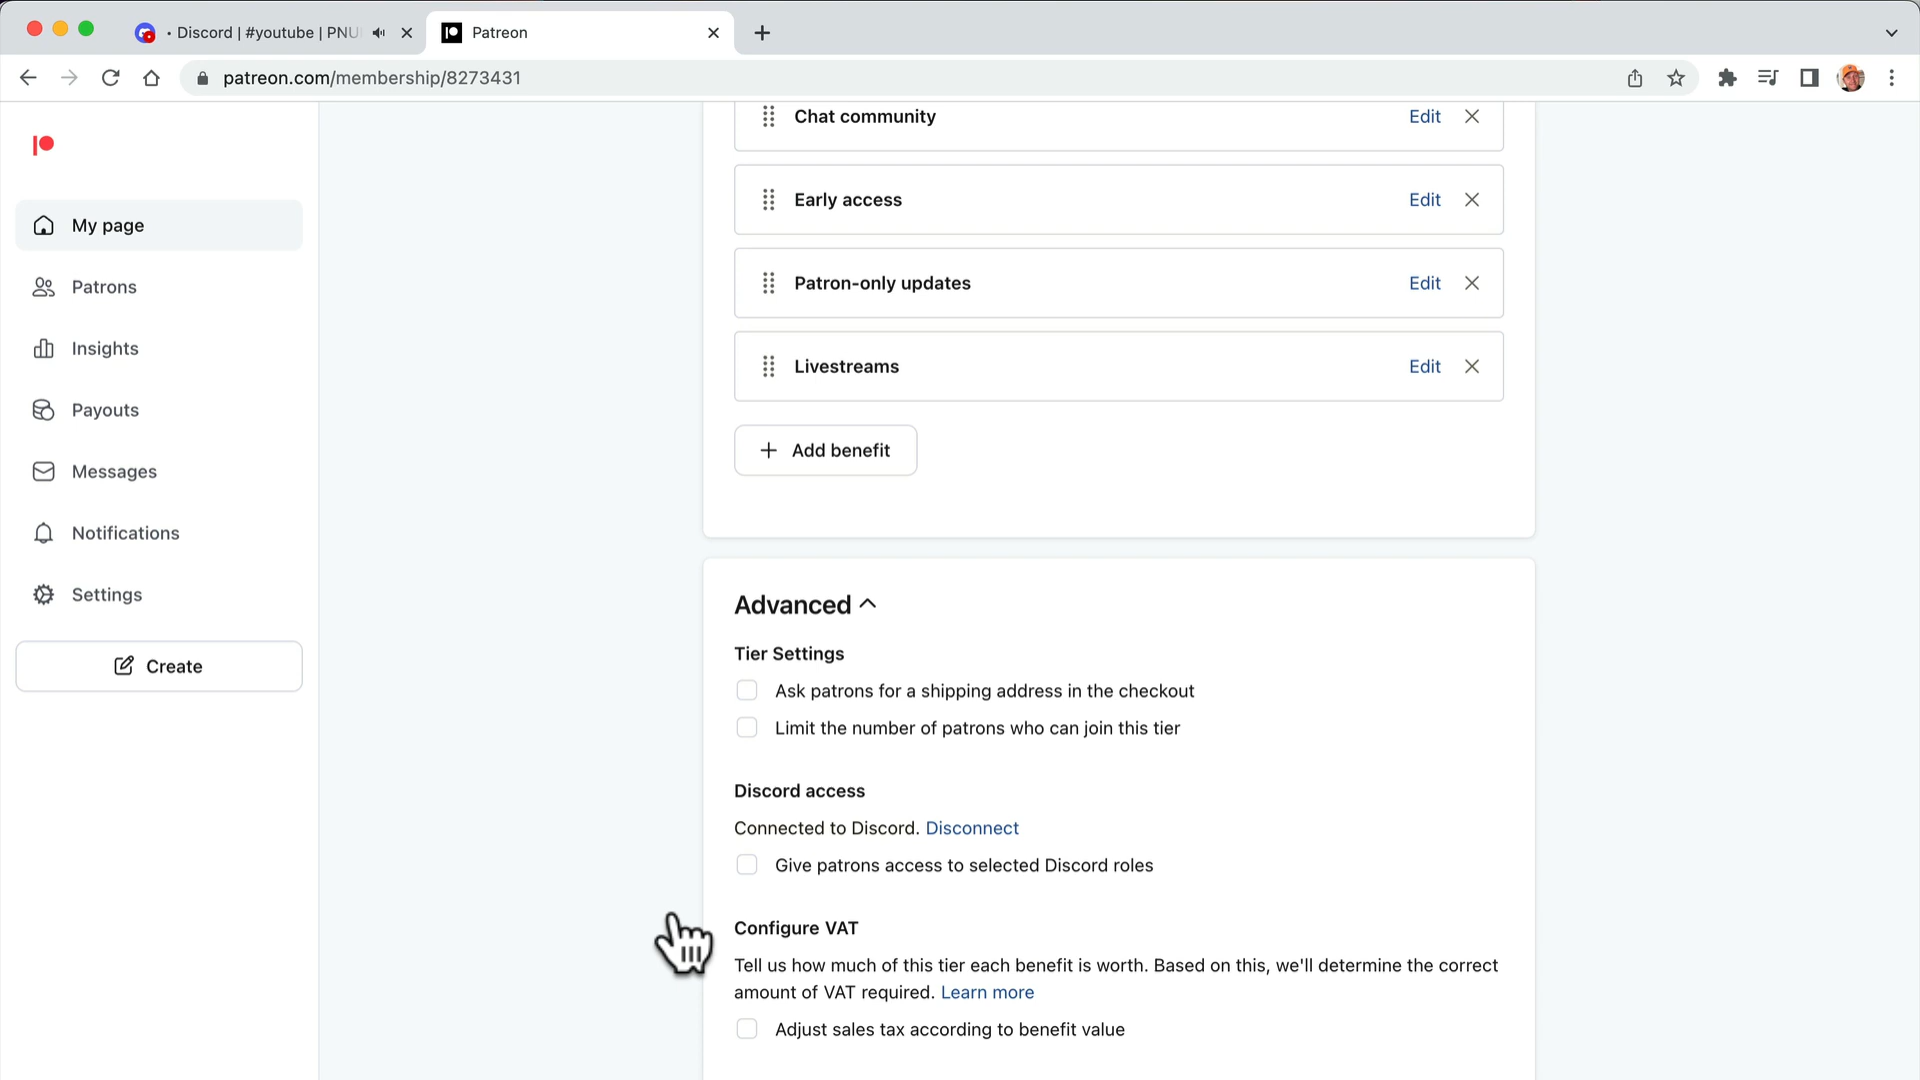 • Discord | #youtube | PNU
Patreon
patreon.com/membership/8273431
My page
Patrons
Insights
Payouts
Messages
Notifications
Settings
Create
Chat community Edit
Early access Edit
Patron-only updates Edit
Livestreams Edit
Add benefit
Advanced
Tier Settings
Ask patrons for a shipping address in the checkout
Limit the number of patrons who can join this tier
Discord access
Connected to Discord. Disconnect
Give patrons access to selected Discord roles
Configure VAT
Tell us how much of this tier each benefit is worth. Based on this, we'll determine the correct
amount of VAT required. Learn more
Adjust sales tax according to benefit value